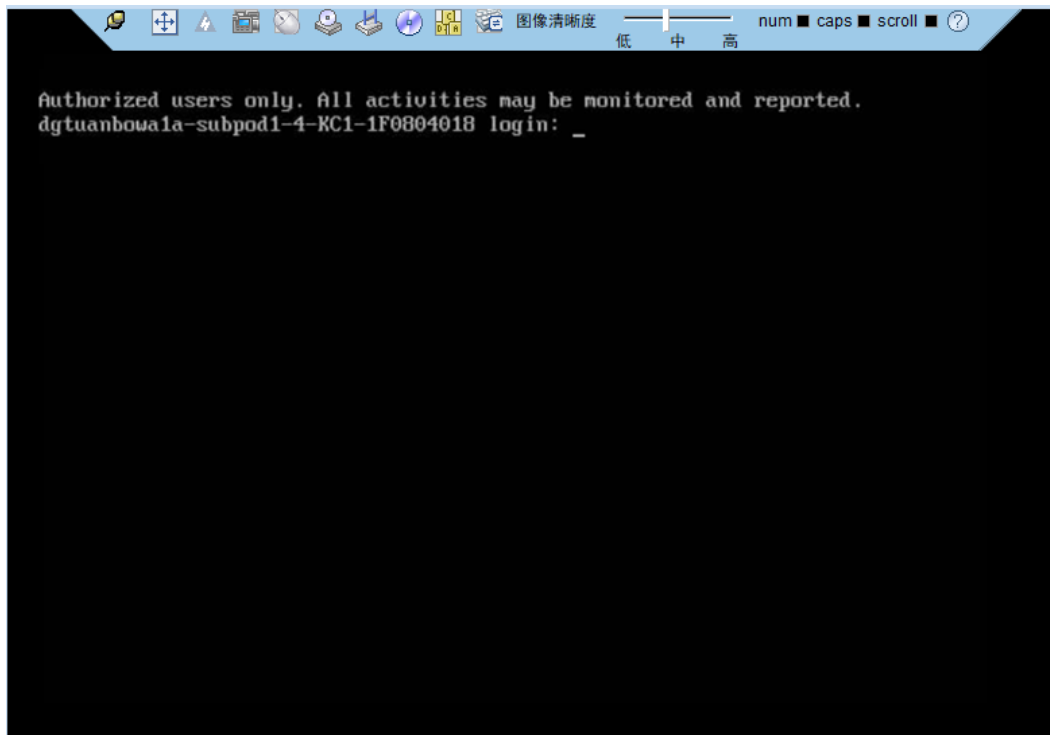 图像清晰度 num caps scroll ?
低 中 高
Authorized users only. All activities may be monitored and reported.
dgtuanbowa1a-subpod1-4-KC1-1F0804018 login: _